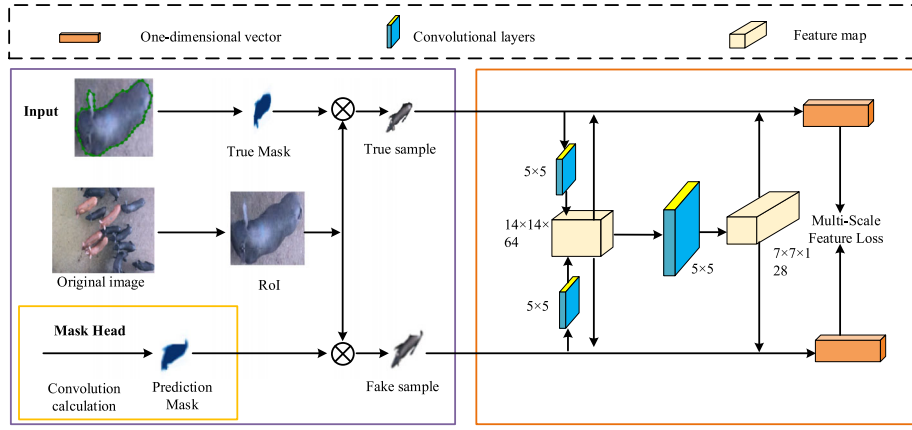 One-dimensional vector
Convolutional layers
Feature map
Input
True Mask
True sample
5×5
14×14×
64
Multi-Scale
Feature Loss
Original image
RoI
5×5
7×7×1
28
5×5
Mask Head
Convolution
calculation
Prediction
Mask
Fake sample